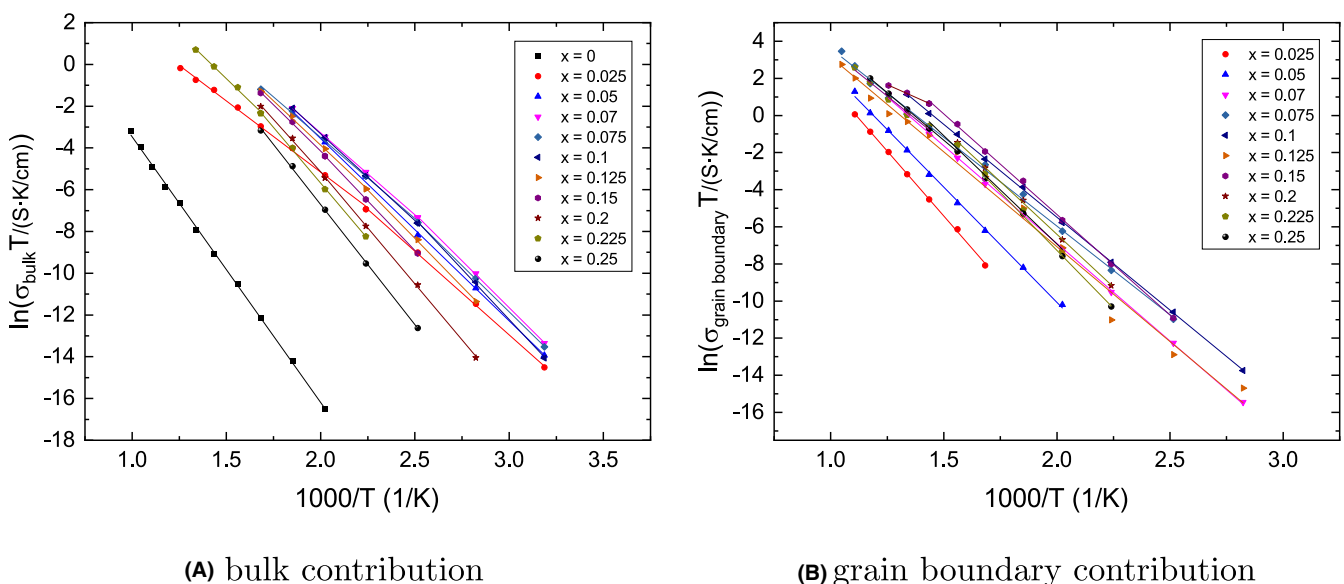 2
0
-2
-4
-6
-8
-10
-12
-14
-16
-18
ln(σbulkT/(S·K/cm))
1.0 1.5 2.0 2.5 3.0 3.5
1000/T (1/K)
x = 0
x = 0.025
x = 0.05
x = 0.07
x = 0.075
x = 0.1
x = 0.125
x = 0.15
x = 0.2
x = 0.225
x = 0.25
(A) bulk contribution
4
2
0
-2
-4
-6
-8
-10
-12
-14
-16
ln(σgrain boundaryT/(S·K/cm))
1.0 1.5 2.0 2.5 3.0
1000/T (1/K)
x = 0.025
x = 0.05
x = 0.07
x = 0.075
x = 0.1
x = 0.125
x = 0.15
x = 0.2
x = 0.225
x = 0.25
(B) grain boundary contribution